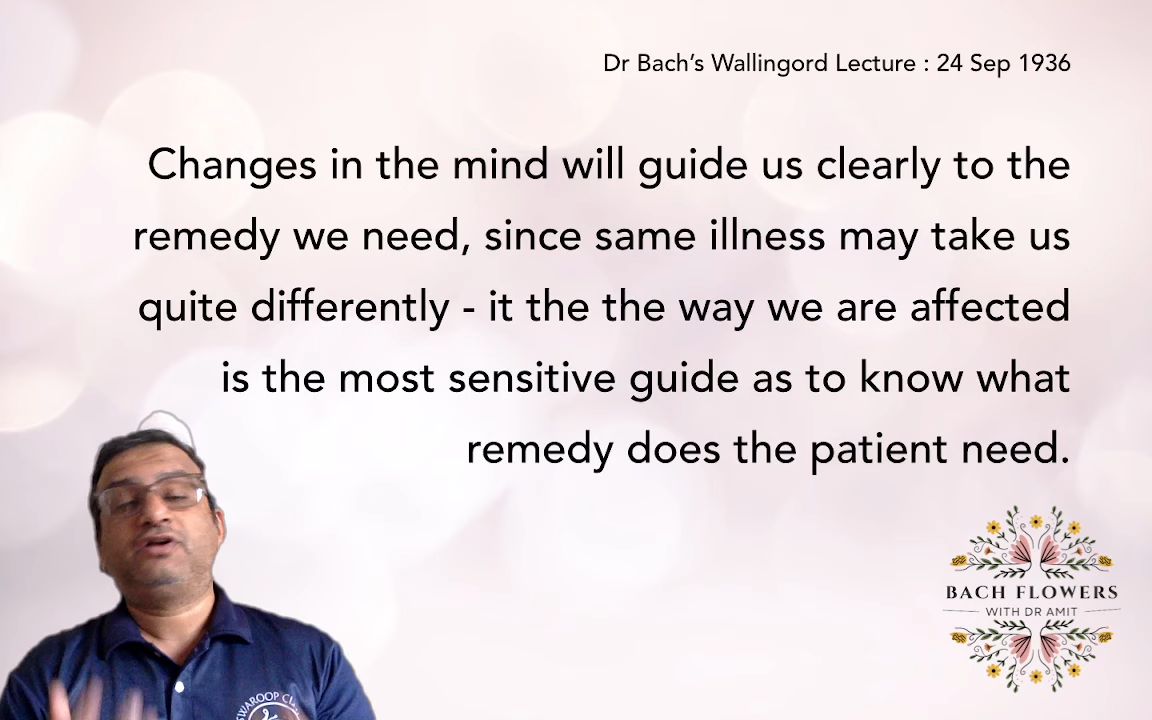 Dr Bach’s Wallingord Lecture : 24 Sep 1936
Changes in the mind will guide us clearly to the
remedy we need, since same illness may take us
quite differently - it the the way we are affected
is the most sensitive guide as to know what
remedy does the patient need.
BACH FLOWERS
WITH DR AMIT
SWAROOP